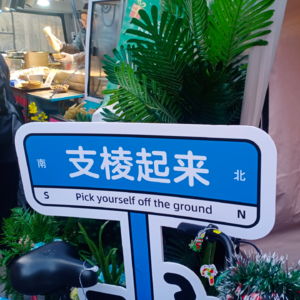 南 支棱起来 北
S Pick yourself off the ground N